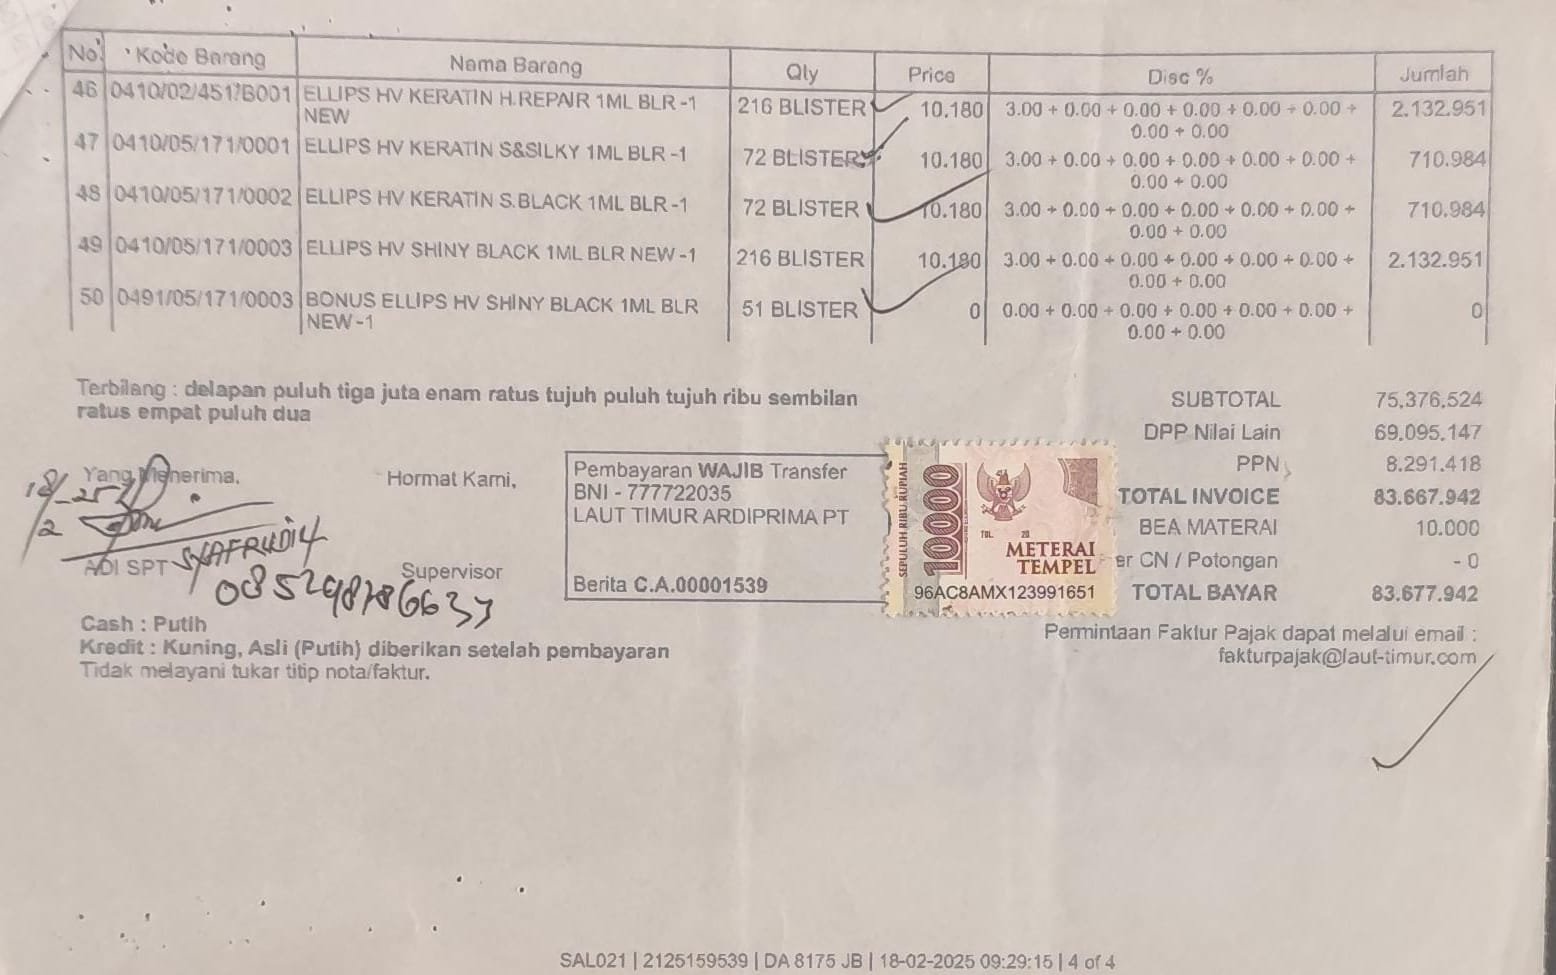 No. Kode Barang Nama Barang Qly Price Disc % Jumlah
46 0410/02/451?B001 ELLIPS HV KERATIN H.REPAIR 1ML BLR -1 216 BLISTER 10.180 3.00 + 0.00 + 0.00 + 0.00 + 0.00 + 0.00 + 2.132.951
NEW 0.00 + 0.00
47 0410/05/171/0001 ELLIPS HV KERATIN S&SILKY 1ML BLR -1 72 BLISTER 10.180 3.00 + 0.00 + 0.00 + 0.00 + 0.00 + 0.00 + 710.984
0.00 + 0.00
48 0410/05/171/0002 ELLIPS HV KERATIN S.BLACK 1ML BLR -1 72 BLISTER 10.180 3.00 + 0.00 + 0.00 + 0.00 + 0.00 + 0.00 + 710.984
0.00 + 0.00
49 0410/05/171/0003 ELLIPS HV SHINY BLACK 1ML BLR NEW -1 216 BLISTER 10.180 3.00 + 0.00 + 0.00 + 0.00 + 0.00 + 0.00 + 2.132.951
0.00 + 0.00
50 0491/05/171/0003 BONUS ELLIPS HV SHINY BLACK 1ML BLR 51 BLISTER 0 0.00 + 0.00 + 0.00 + 0.00 + 0.00 + 0.00 + 0
NEW -1 0.00 + 0.00
Terbilang : delapan puluh tiga juta enam ratus tujuh puluh tujuh ribu sembilan
ratus empat puluh dua
SUBTOTAL 75,376,524
DPP Nilai Lain 69.095.147
PPN 8.291.418
TOTAL INVOICE 83.667.942
BEA MATERAI 10.000
er CN / Potongan - 0
TOTAL BAYAR 83.677.942
Yang Menerima,
18/2-25
ADI SPT
SYAFRUDIN
Hormat Kami,
Supervisor
Pembayaran WAJIB Transfer
BNI - 777722035
LAUT TIMUR ARDIPRIMA PT
Berita C.A.00001539
SEPULUH RIBU RUPIAH
10000
TGL. 20
METERAI
TEMPEL
96AC8AMX123991651
Cash : Putih
Kredit : Kuning, Asli (Putih) diberikan setelah pembayaran
Tidak melayani tukar titip nota/faktur.
Permintaan Faktur Pajak dapat melalui email :
fakturpajak@laut-timur.com
SAL021 | 2125159539 | DA 8175 JB | 18-02-2025 09:29:15 | 4 of 4